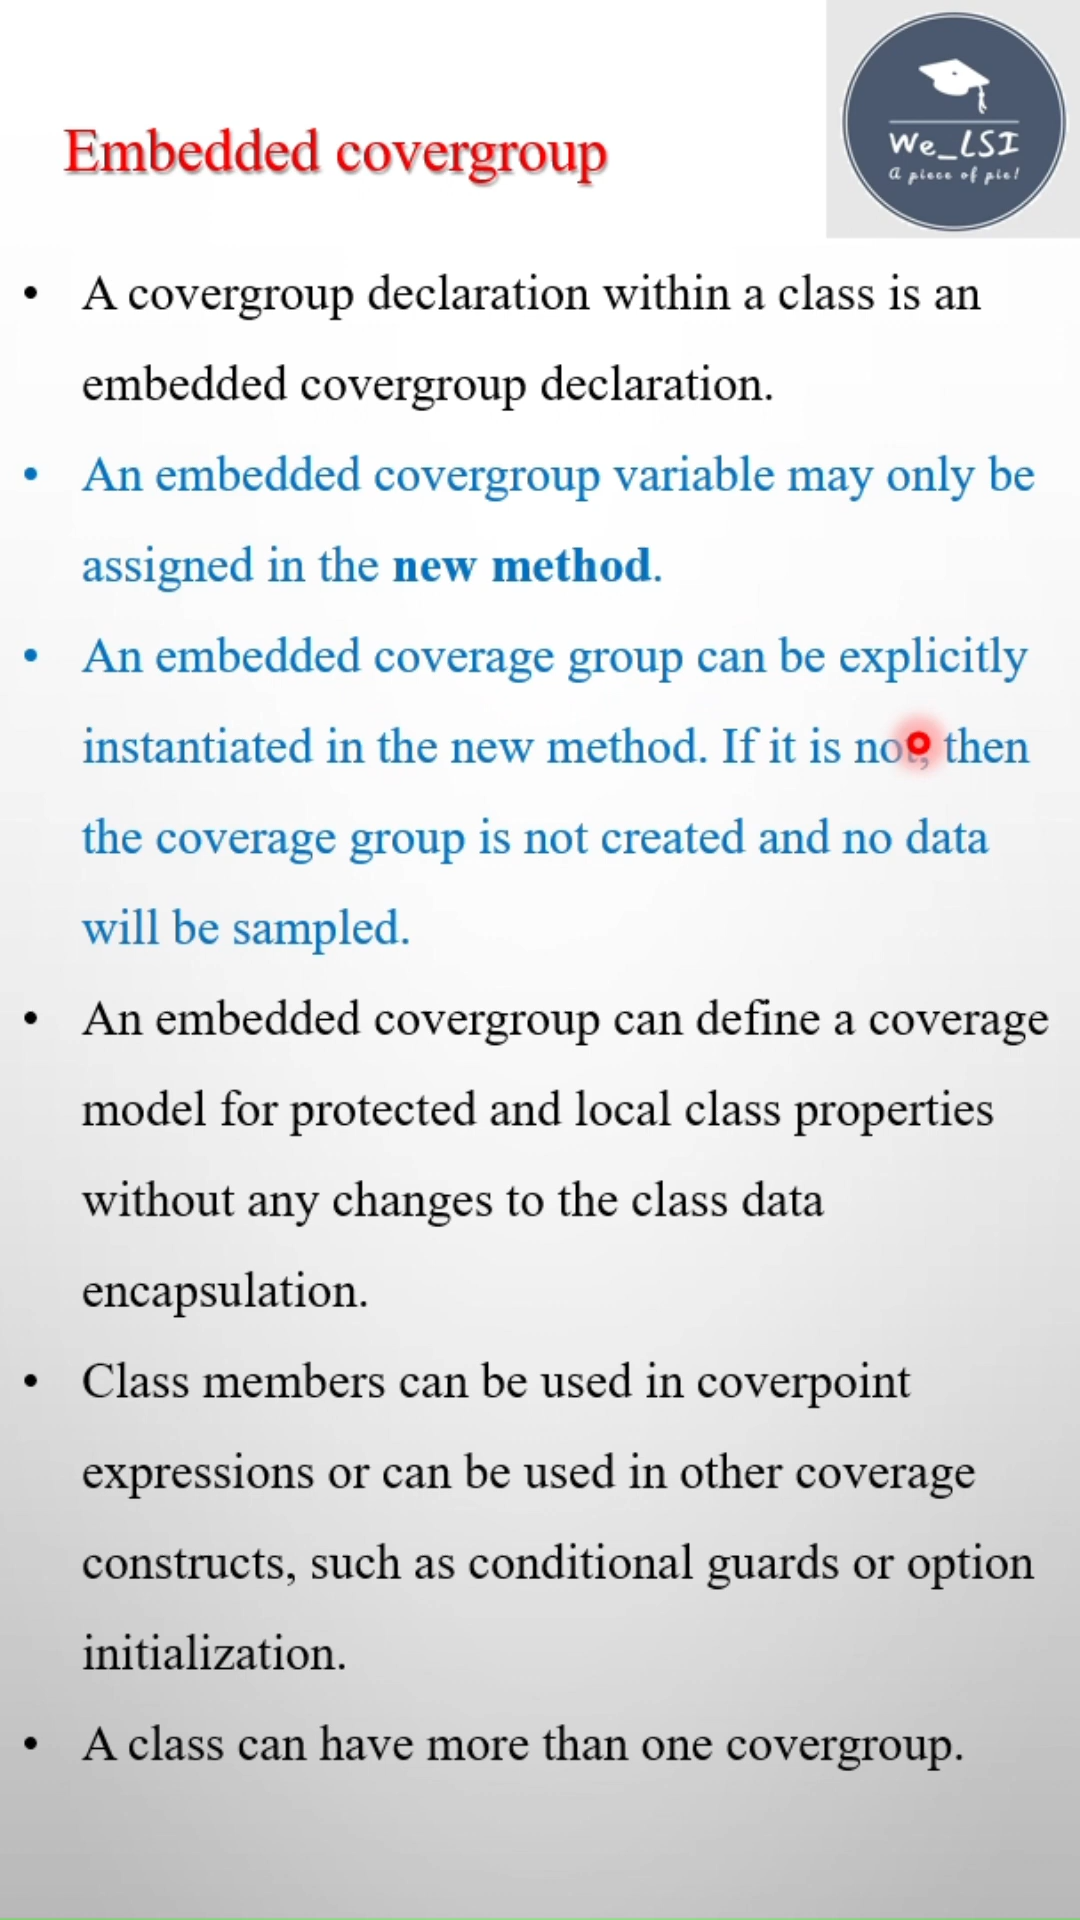 We_LSI
a piece of pie!
Embedded covergroup
• A covergroup declaration within a class is an
embedded covergroup declaration.
• An embedded covergroup variable may only be
assigned in the new method.
• An embedded coverage group can be explicitly
instantiated in the new method. If it is not, then
the coverage group is not created and no data
will be sampled.
• An embedded covergroup can define a coverage
model for protected and local class properties
without any changes to the class data
encapsulation.
• Class members can be used in coverpoint
expressions or can be used in other coverage
constructs, such as conditional guards or option
initialization.
• A class can have more than one covergroup.